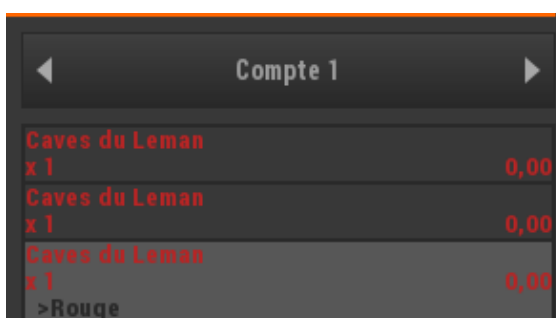 Compte 1
Caves du Leman
x 1 0,00
Caves du Leman
x 1 0,00
Caves du Leman
x 1 0,00
>Rouge